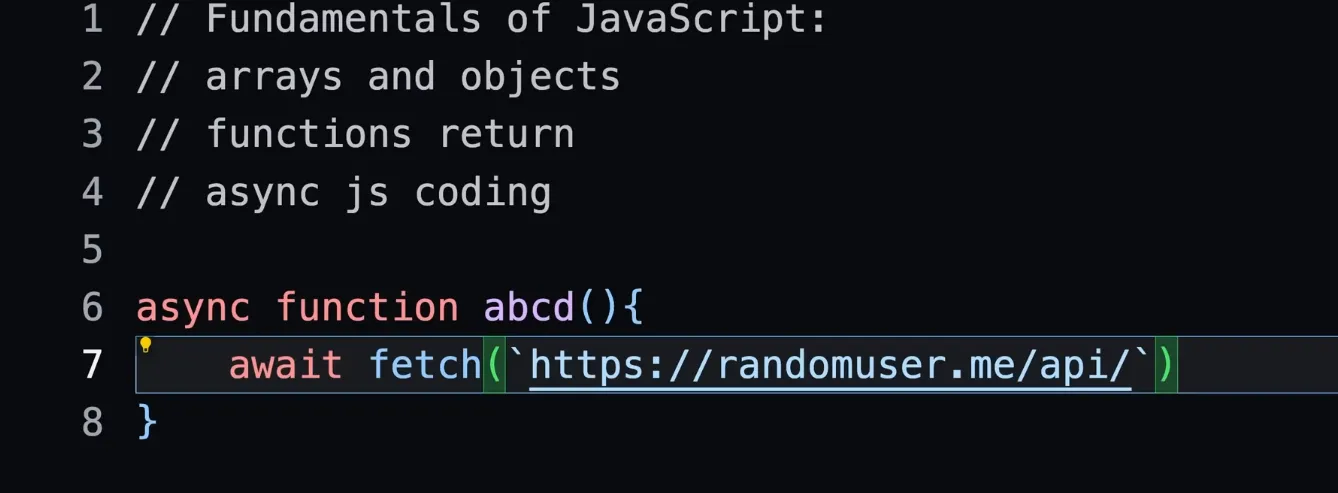 1 // Fundamentals of JavaScript:
2 // arrays and objects
3 // functions return
4 // async js coding
5
6 async function abcd(){
7     await fetch(`https://randomuser.me/api/`)
8 }